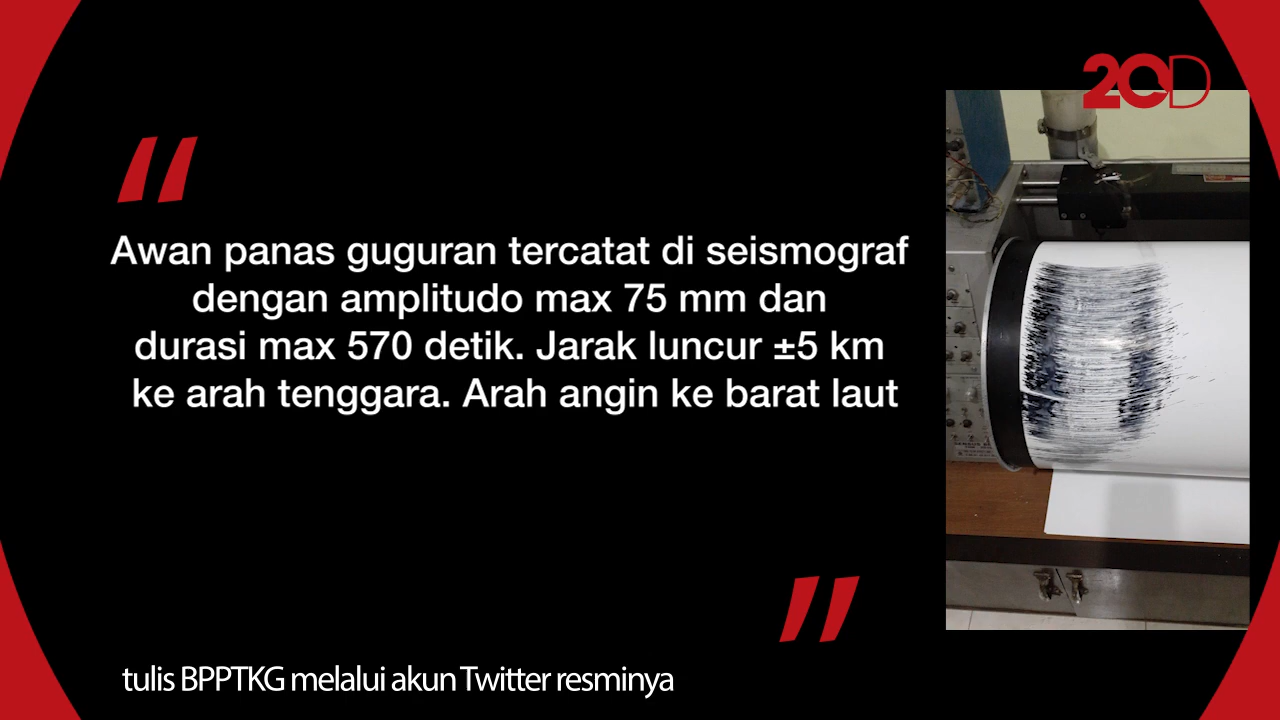 20D
Awan panas guguran tercatat di seismograf
dengan amplitudo max 75 mm dan
durasi max 570 detik. Jarak luncur ±5 km
ke arah tenggara. Arah angin ke barat laut
tulis BPPTKG melalui akun Twitter resminya